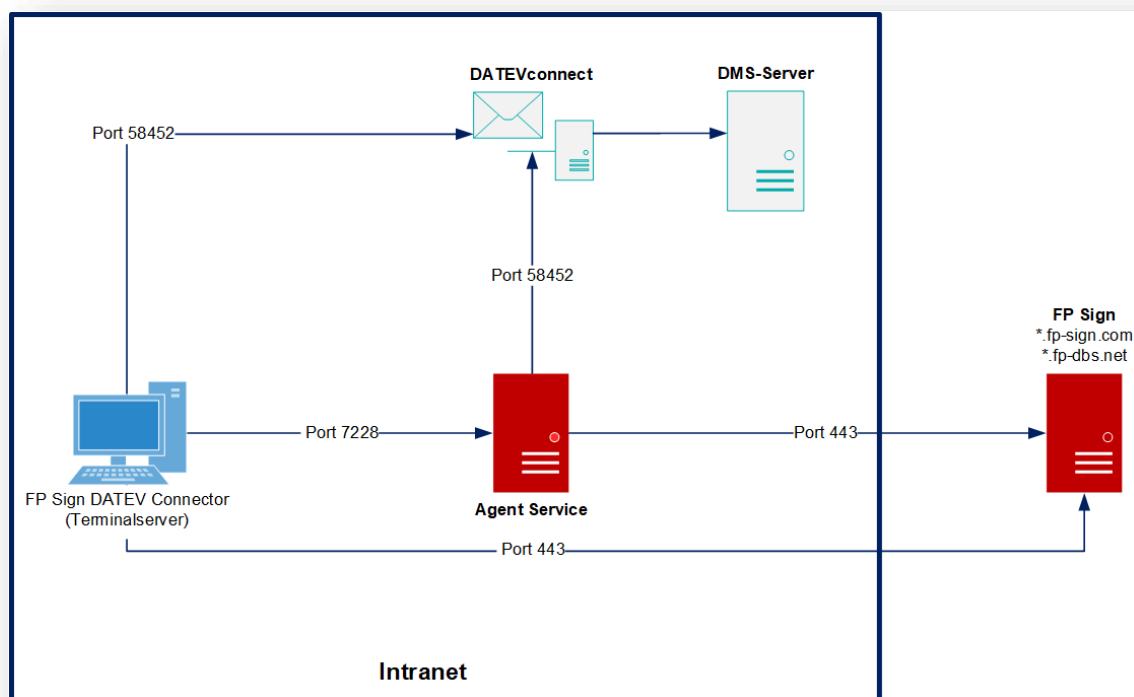 DATEVconnect
DMS-Server
Port 58452
Port 58452
FP Sign
*.fp-sign.com
*.fp-dbs.net
Port 7228
Port 443
FP Sign DATEV Connector
(Terminalserver)
Agent Service
Port 443
Intranet